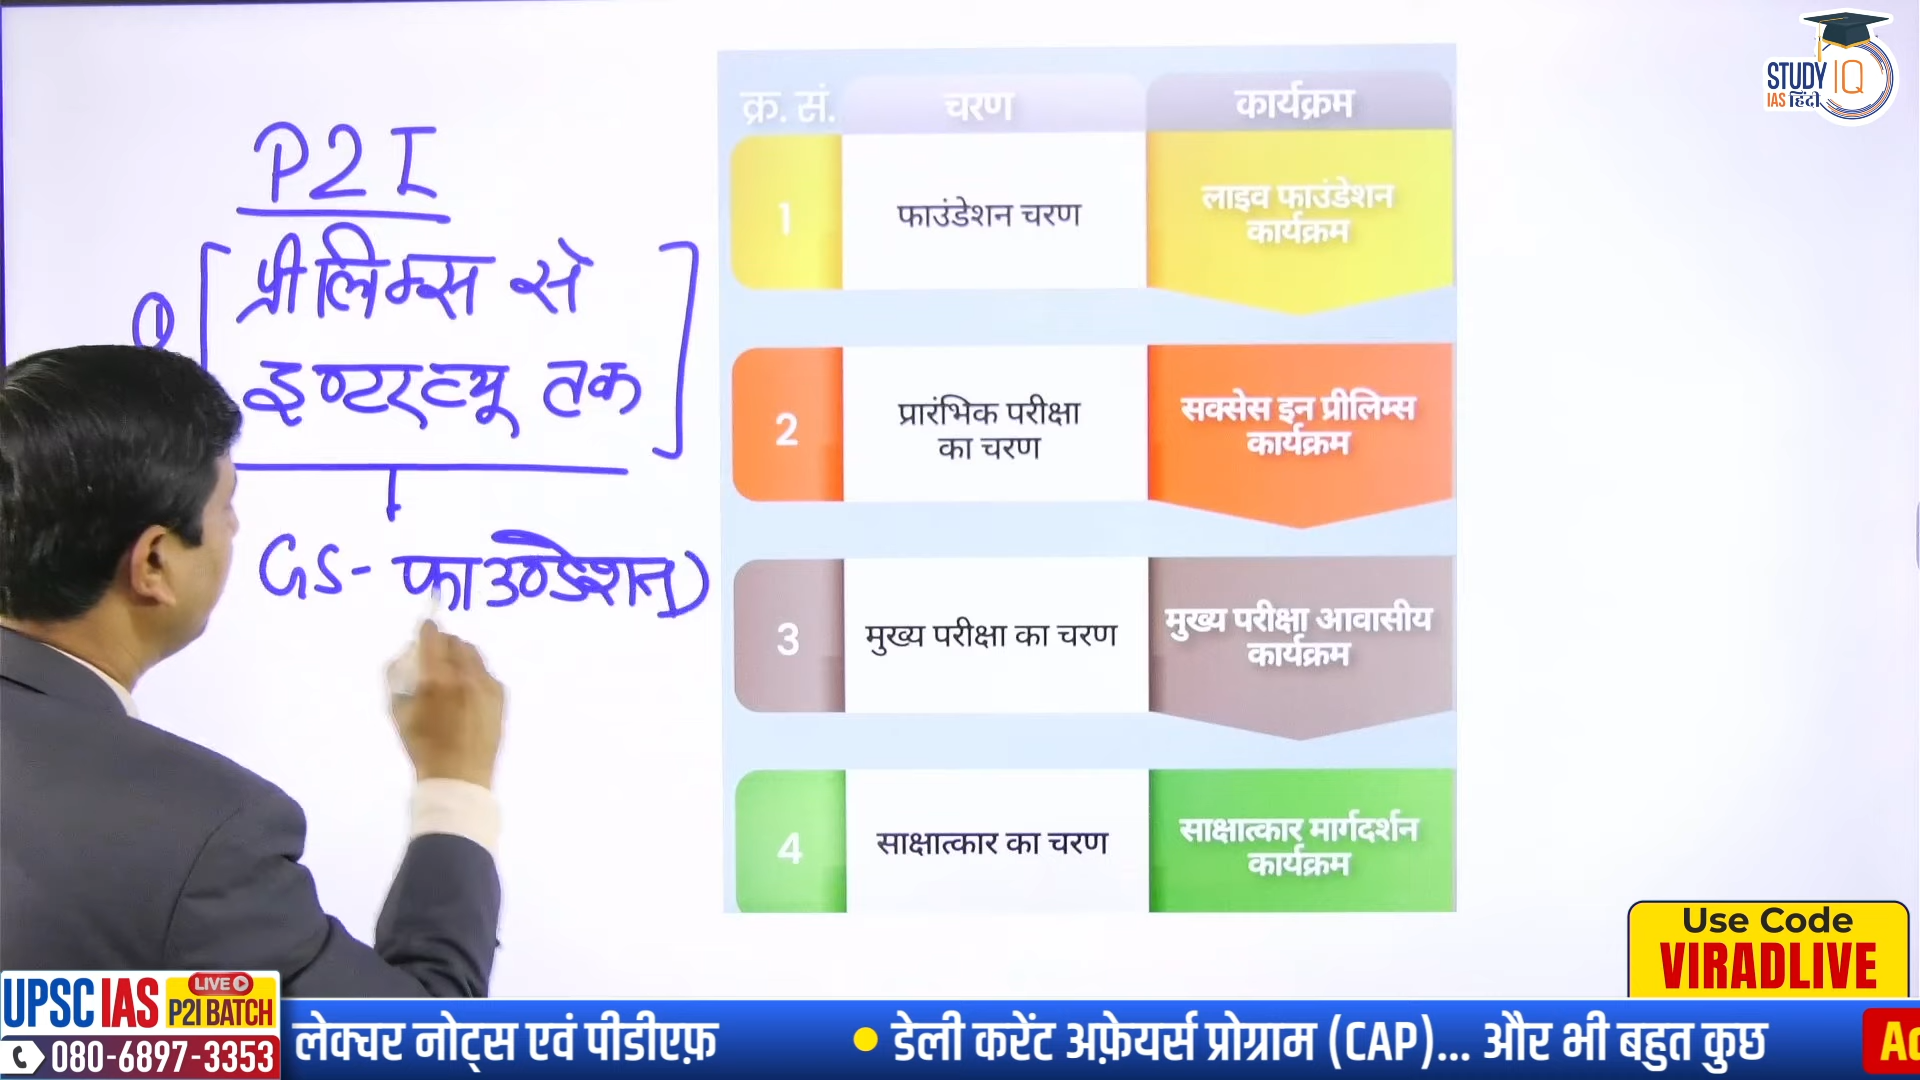 STUDY IQ
IAS हिंदी
P2I
प्रीलिम्स से
इण्टरव्यू तक
GS- फाउण्डेशन)
क्र. सं. चरण कार्यक्रम
1 फाउंडेशन चरण लाइव फाउंडेशन
कार्यक्रम
2 प्रारंभिक परीक्षा
का चरण
सक्सेस इन प्रीलिम्स
कार्यक्रम
3 मुख्य परीक्षा का चरण
मुख्य परीक्षा आवासीय
कार्यक्रम
4 साक्षात्कार का चरण
साक्षात्कार मार्गदर्शन
कार्यक्रम
Use Code
VIRADLIVE
UPSC IAS LIVE
P2I BATCH
080-6897-3353
लेक्चर नोट्स एवं पीडीएफ़ डेली करेंट अफ़ेयर्स प्रोग्राम (CAP)... और भी बहुत कुछ